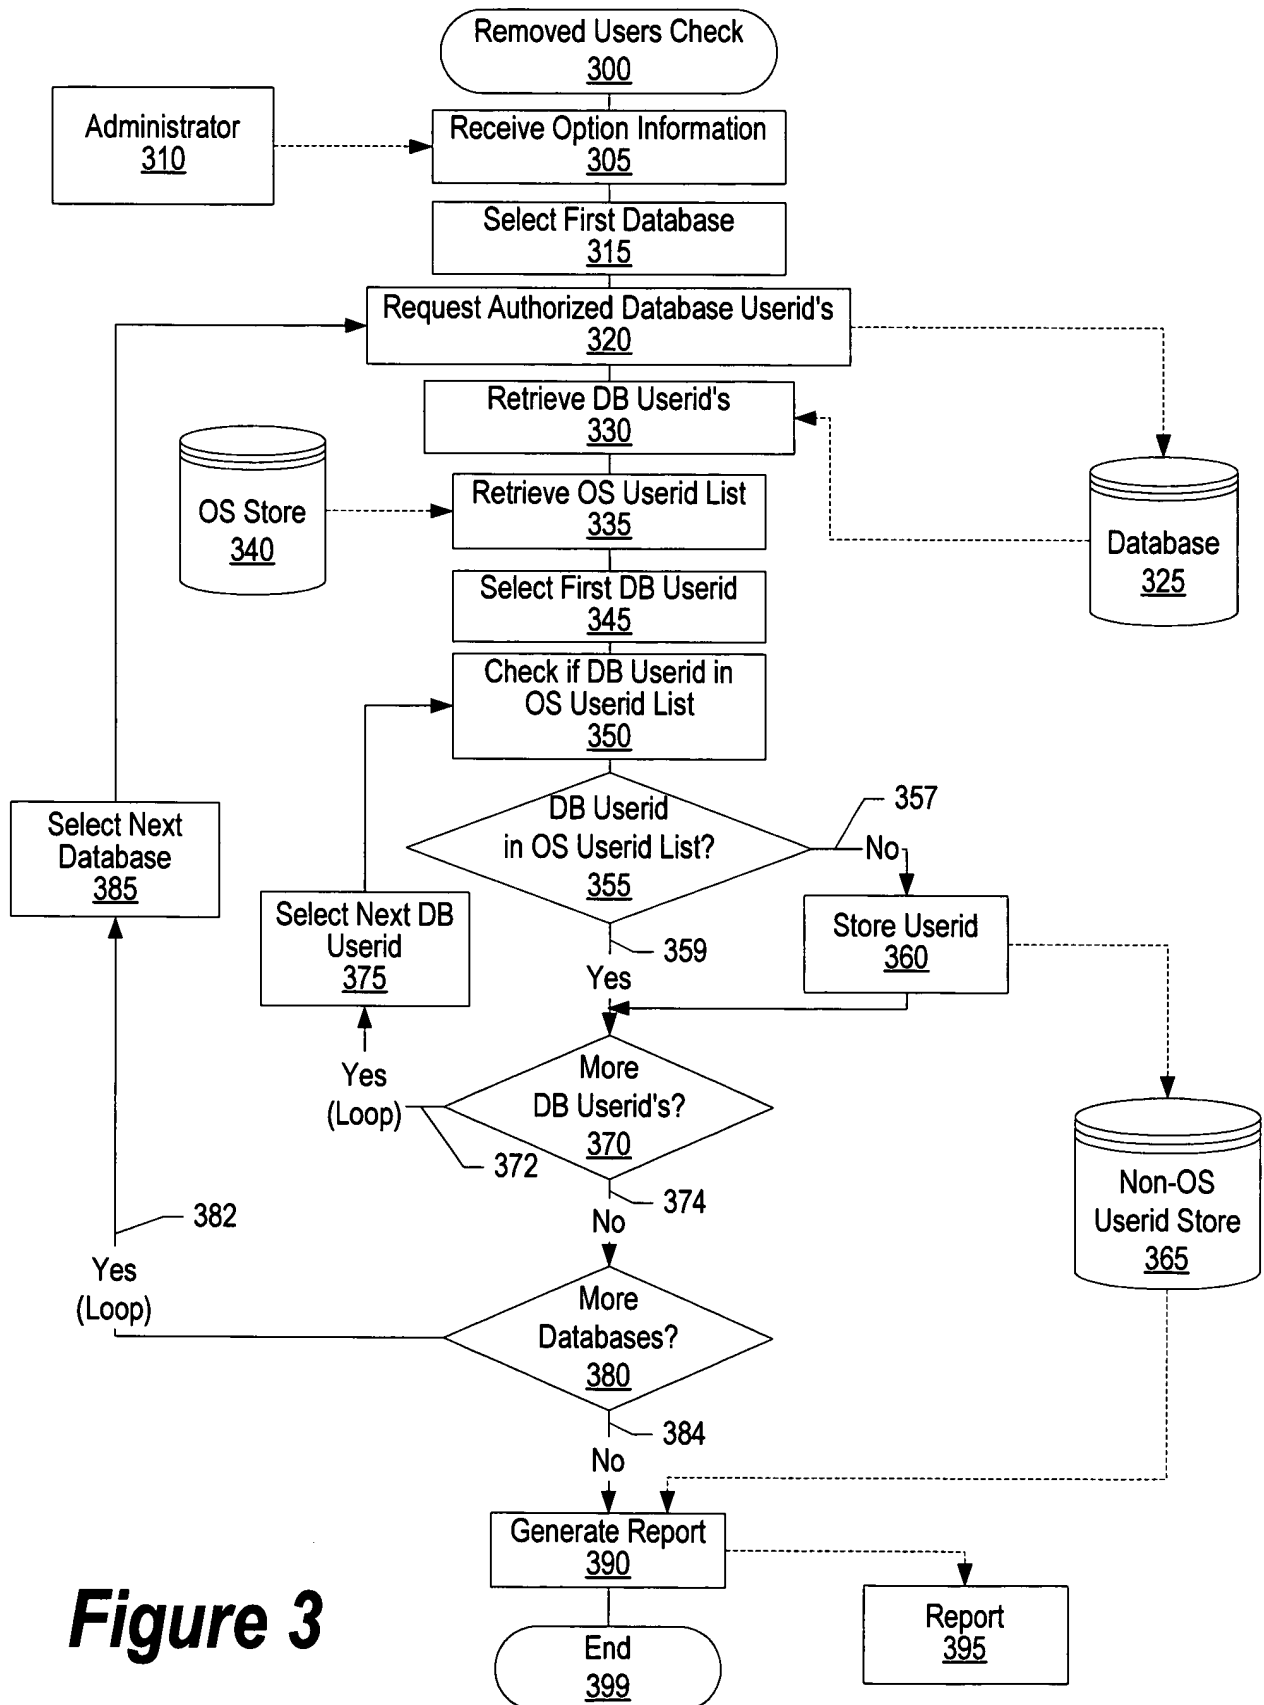 Removed Users Check
300
Administrator
310
Receive Option Information
305
Select First Database
315
Request Authorized Database Userid's
320
Retrieve DB Userid's
330
OS Store
340
Retrieve OS Userid List
335
Database
325
Select First DB Userid
345
Check if DB Userid in
OS Userid List
350
DB Userid
in OS Userid List?
355
357
No
Select Next
Database
385
Select Next DB
Userid
375
359
Yes
Store Userid
360
Yes
(Loop)
More
DB Userid's?
370
372
374
No
Non-OS
Userid Store
365
382
Yes
(Loop)
More
Databases?
380
384
No
Generate Report
390
Report
395
End
399
Figure 3